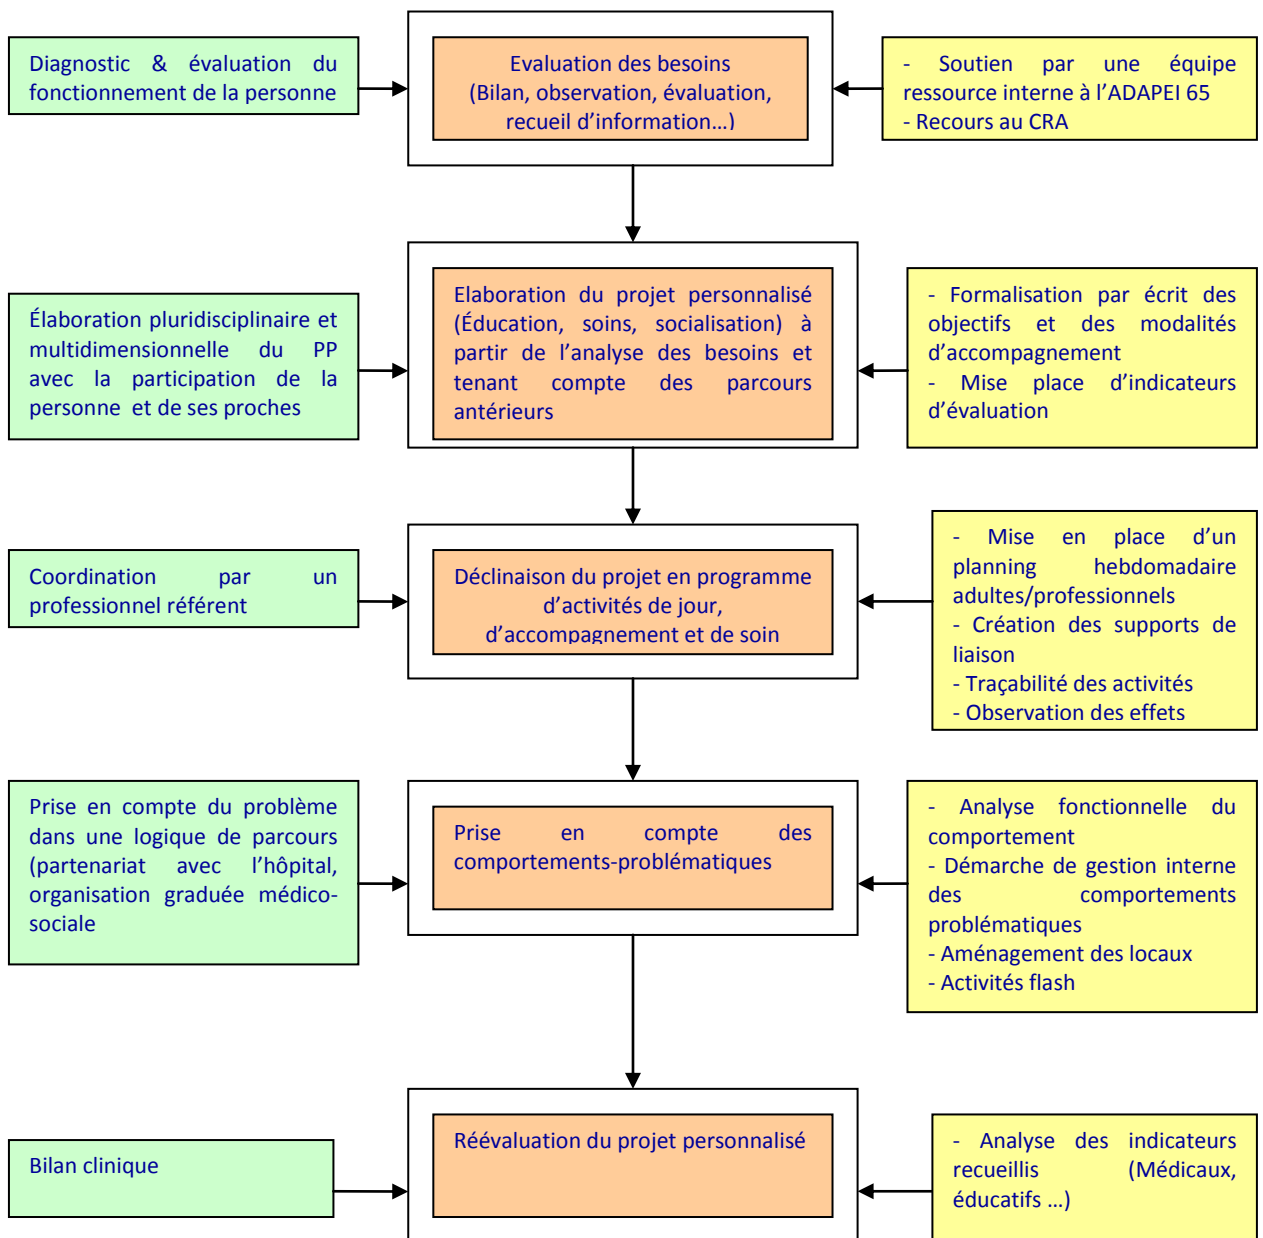 Diagnostic & évaluation du
fonctionnement de la personne
Evaluation des besoins
(Bilan, observation, évaluation,
recueil d’information…)
- Soutien par une équipe
ressource interne à l’ADAPEI 65
- Recours au CRA
Élaboration pluridisciplinaire et
multidimensionnelle du PP
avec la participation de la
personne et de ses proches
Elaboration du projet personnalisé
(Éducation, soins, socialisation) à
partir de l’analyse des besoins et
tenant compte des parcours
antérieurs
- Formalisation par écrit des
objectifs et des modalités
d’accompagnement
- Mise place d’indicateurs
d’évaluation
Coordination par un
professionnel référent
Déclinaison du projet en programme
d’activités de jour,
d’accompagnement et de soin
- Mise en place d’un
planning hebdomadaire
adultes/professionnels
- Création des supports de
liaison
- Traçabilité des activités
- Observation des effets
Prise en compte du problème
dans une logique de parcours
(partenariat avec l’hôpital,
organisation graduée médico-
sociale
Prise en compte des
comportements-problématiques
- Analyse fonctionnelle du
comportement
- Démarche de gestion interne
des comportements
problématiques
- Aménagement des locaux
- Activités flash
Bilan clinique
Réévaluation du projet personnalisé
- Analyse des indicateurs
recueillis (Médicaux,
éducatifs …)